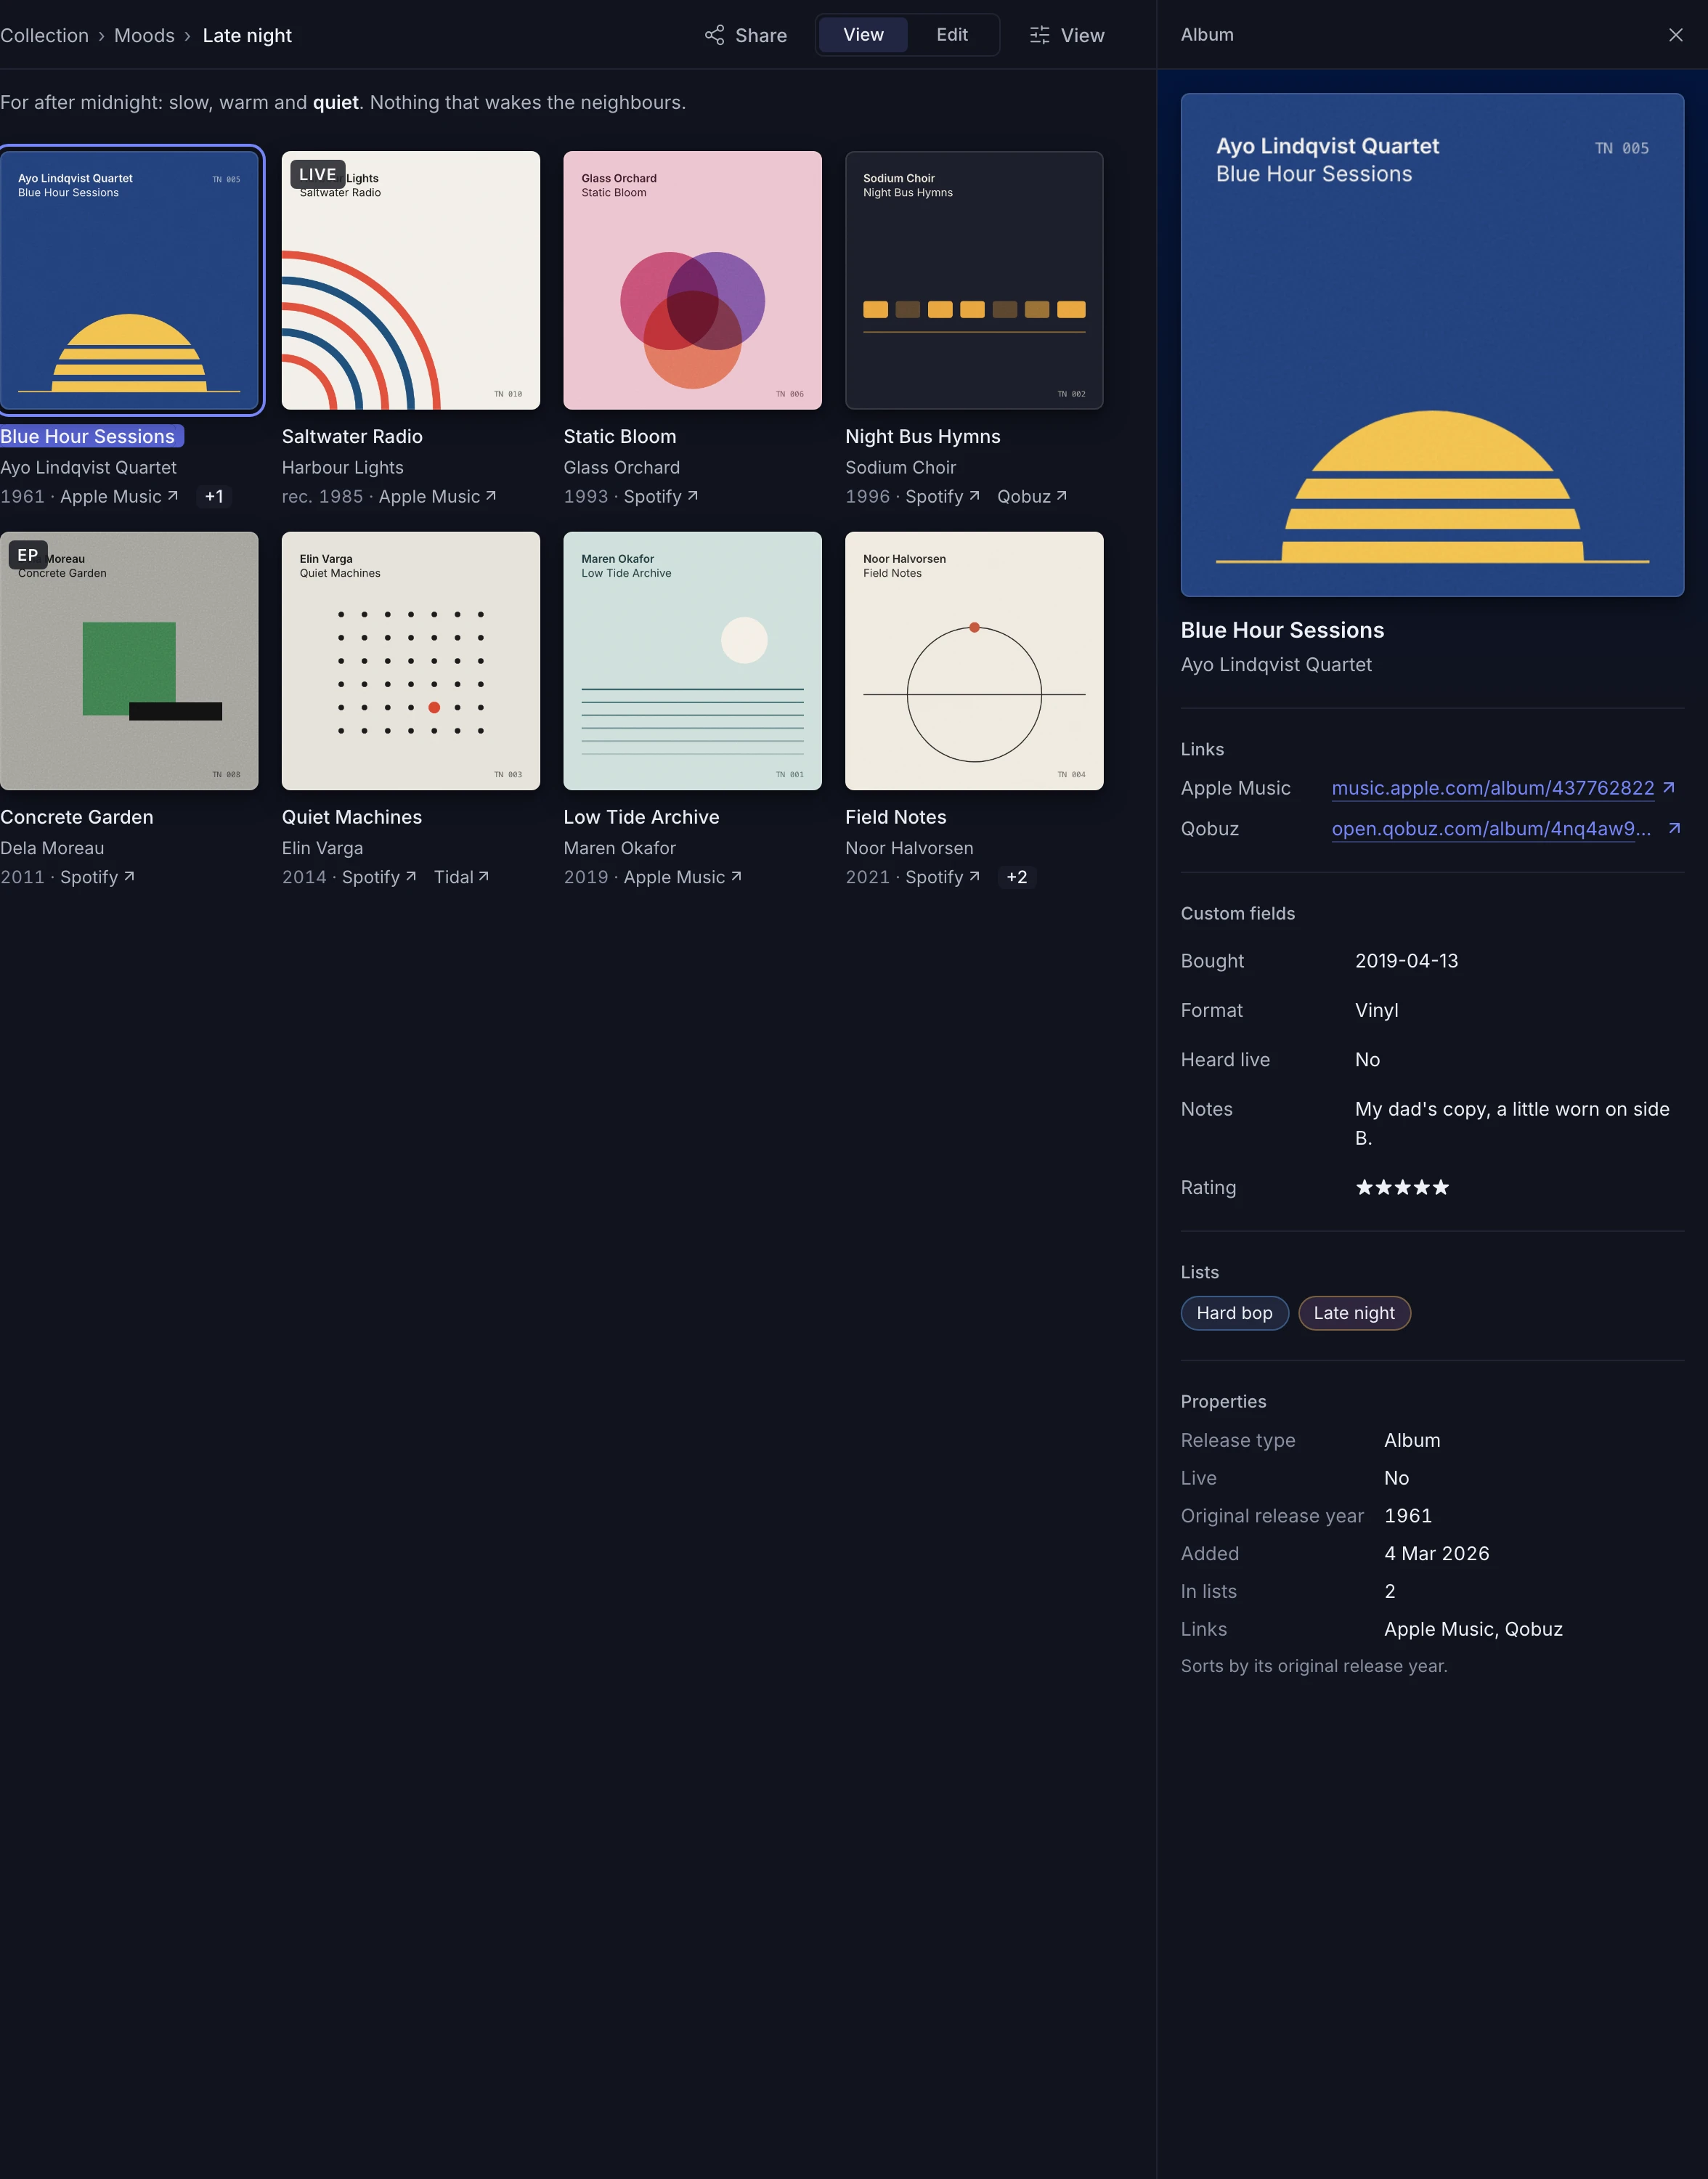 Collection › Moods › Late night
Share
View
Edit
View
For after midnight: slow, warm and quiet. Nothing that wakes the neighbours.
Ayo Lindqvist Quartet
TN 005
Blue Hour Sessions
Blue Hour Sessions
Ayo Lindqvist Quartet
1961 · Apple Music +1
LIVE
Lights
Saltwater Radio
TN 010
Saltwater Radio
Harbour Lights
rec. 1985 · Apple Music
Glass Orchard
Static Bloom
TN 006
Static Bloom
Glass Orchard
1993 · Spotify
Sodium Choir
Night Bus Hymns
TN 002
Night Bus Hymns
Sodium Choir
1996 · Spotify Qobuz
EP
Moreau
Concrete Garden
TN 008
Concrete Garden
Dela Moreau
2011 · Spotify
Elin Varga
Quiet Machines
TN 003
Quiet Machines
Elin Varga
2014 · Spotify Tidal
Maren Okafor
Low Tide Archive
TN 001
Low Tide Archive
Maren Okafor
2019 · Apple Music
Noor Halvorsen
Field Notes
TN 004
Field Notes
Noor Halvorsen
2021 · Spotify +2
Album
Ayo Lindqvist Quartet
TN 005
Blue Hour Sessions
Blue Hour Sessions
Ayo Lindqvist Quartet
Links
Apple Music music.apple.com/album/437762822
Qobuz open.qobuz.com/album/4nq4aw9...
Custom fields
Bought 2019-04-13
Format Vinyl
Heard live No
Notes My dad's copy, a little worn on side
B.
Rating ★★★★★
Lists
Hard bop
Late night
Properties
Release type Album
Live No
Original release year 1961
Added 4 Mar 2026
In lists 2
Links Apple Music, Qobuz
Sorts by its original release year.